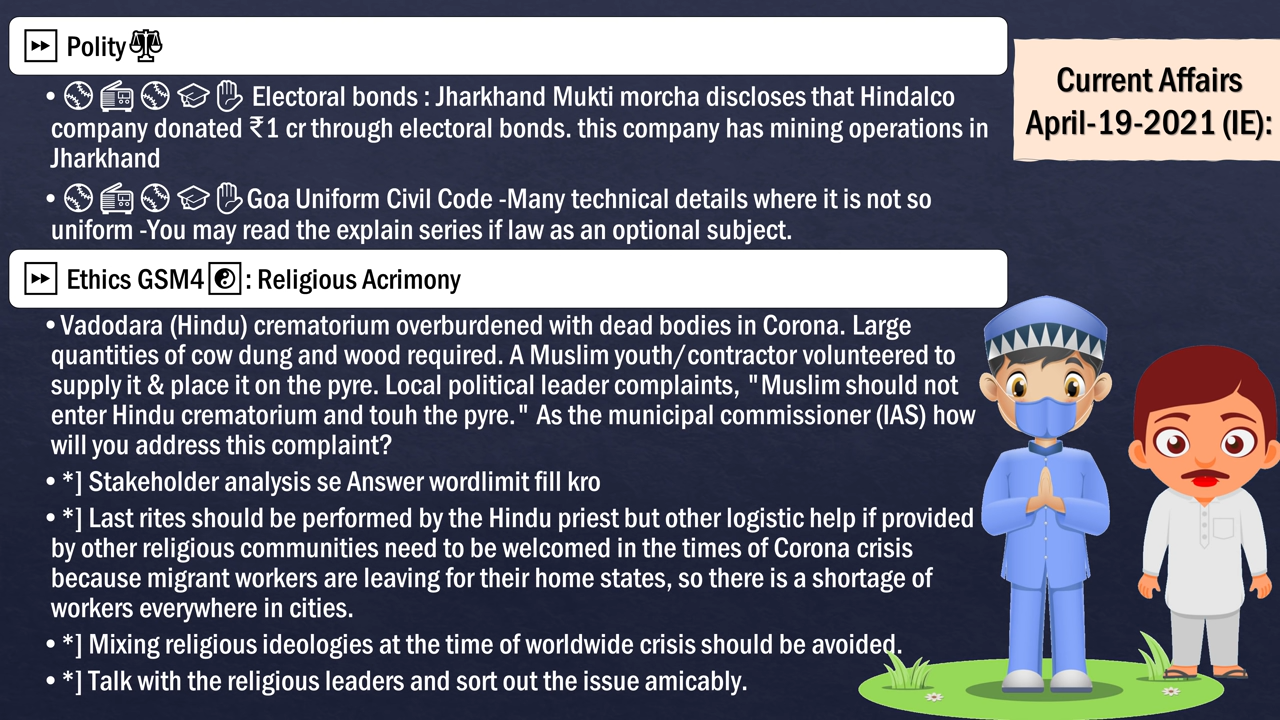 Polity
• Electoral bonds : Jharkhand Mukti morcha discloses that Hindalco
company donated ₹1 cr through electoral bonds. this company has mining operations in
Jharkhand
• Goa Uniform Civil Code -Many technical details where it is not so
uniform -You may read the explain series if law as an optional subject.
Current Affairs
April-19-2021 (IE):
Ethics GSM4 : Religious Acrimony
• Vadodara (Hindu) crematorium overburdened with dead bodies in Corona. Large
quantities of cow dung and wood required. A Muslim youth/contractor volunteered to
supply it & place it on the pyre. Local political leader complaints, "Muslim should not
enter Hindu crematorium and touh the pyre." As the municipal commissioner (IAS) how
will you address this complaint?
• *] Stakeholder analysis se Answer wordlimit fill kro
• *] Last rites should be performed by the Hindu priest but other logistic help if provided
by other religious communities need to be welcomed in the times of Corona crisis
because migrant workers are leaving for their home states, so there is a shortage of
workers everywhere in cities.
• *] Mixing religious ideologies at the time of worldwide crisis should be avoided.
• *] Talk with the religious leaders and sort out the issue amicably.